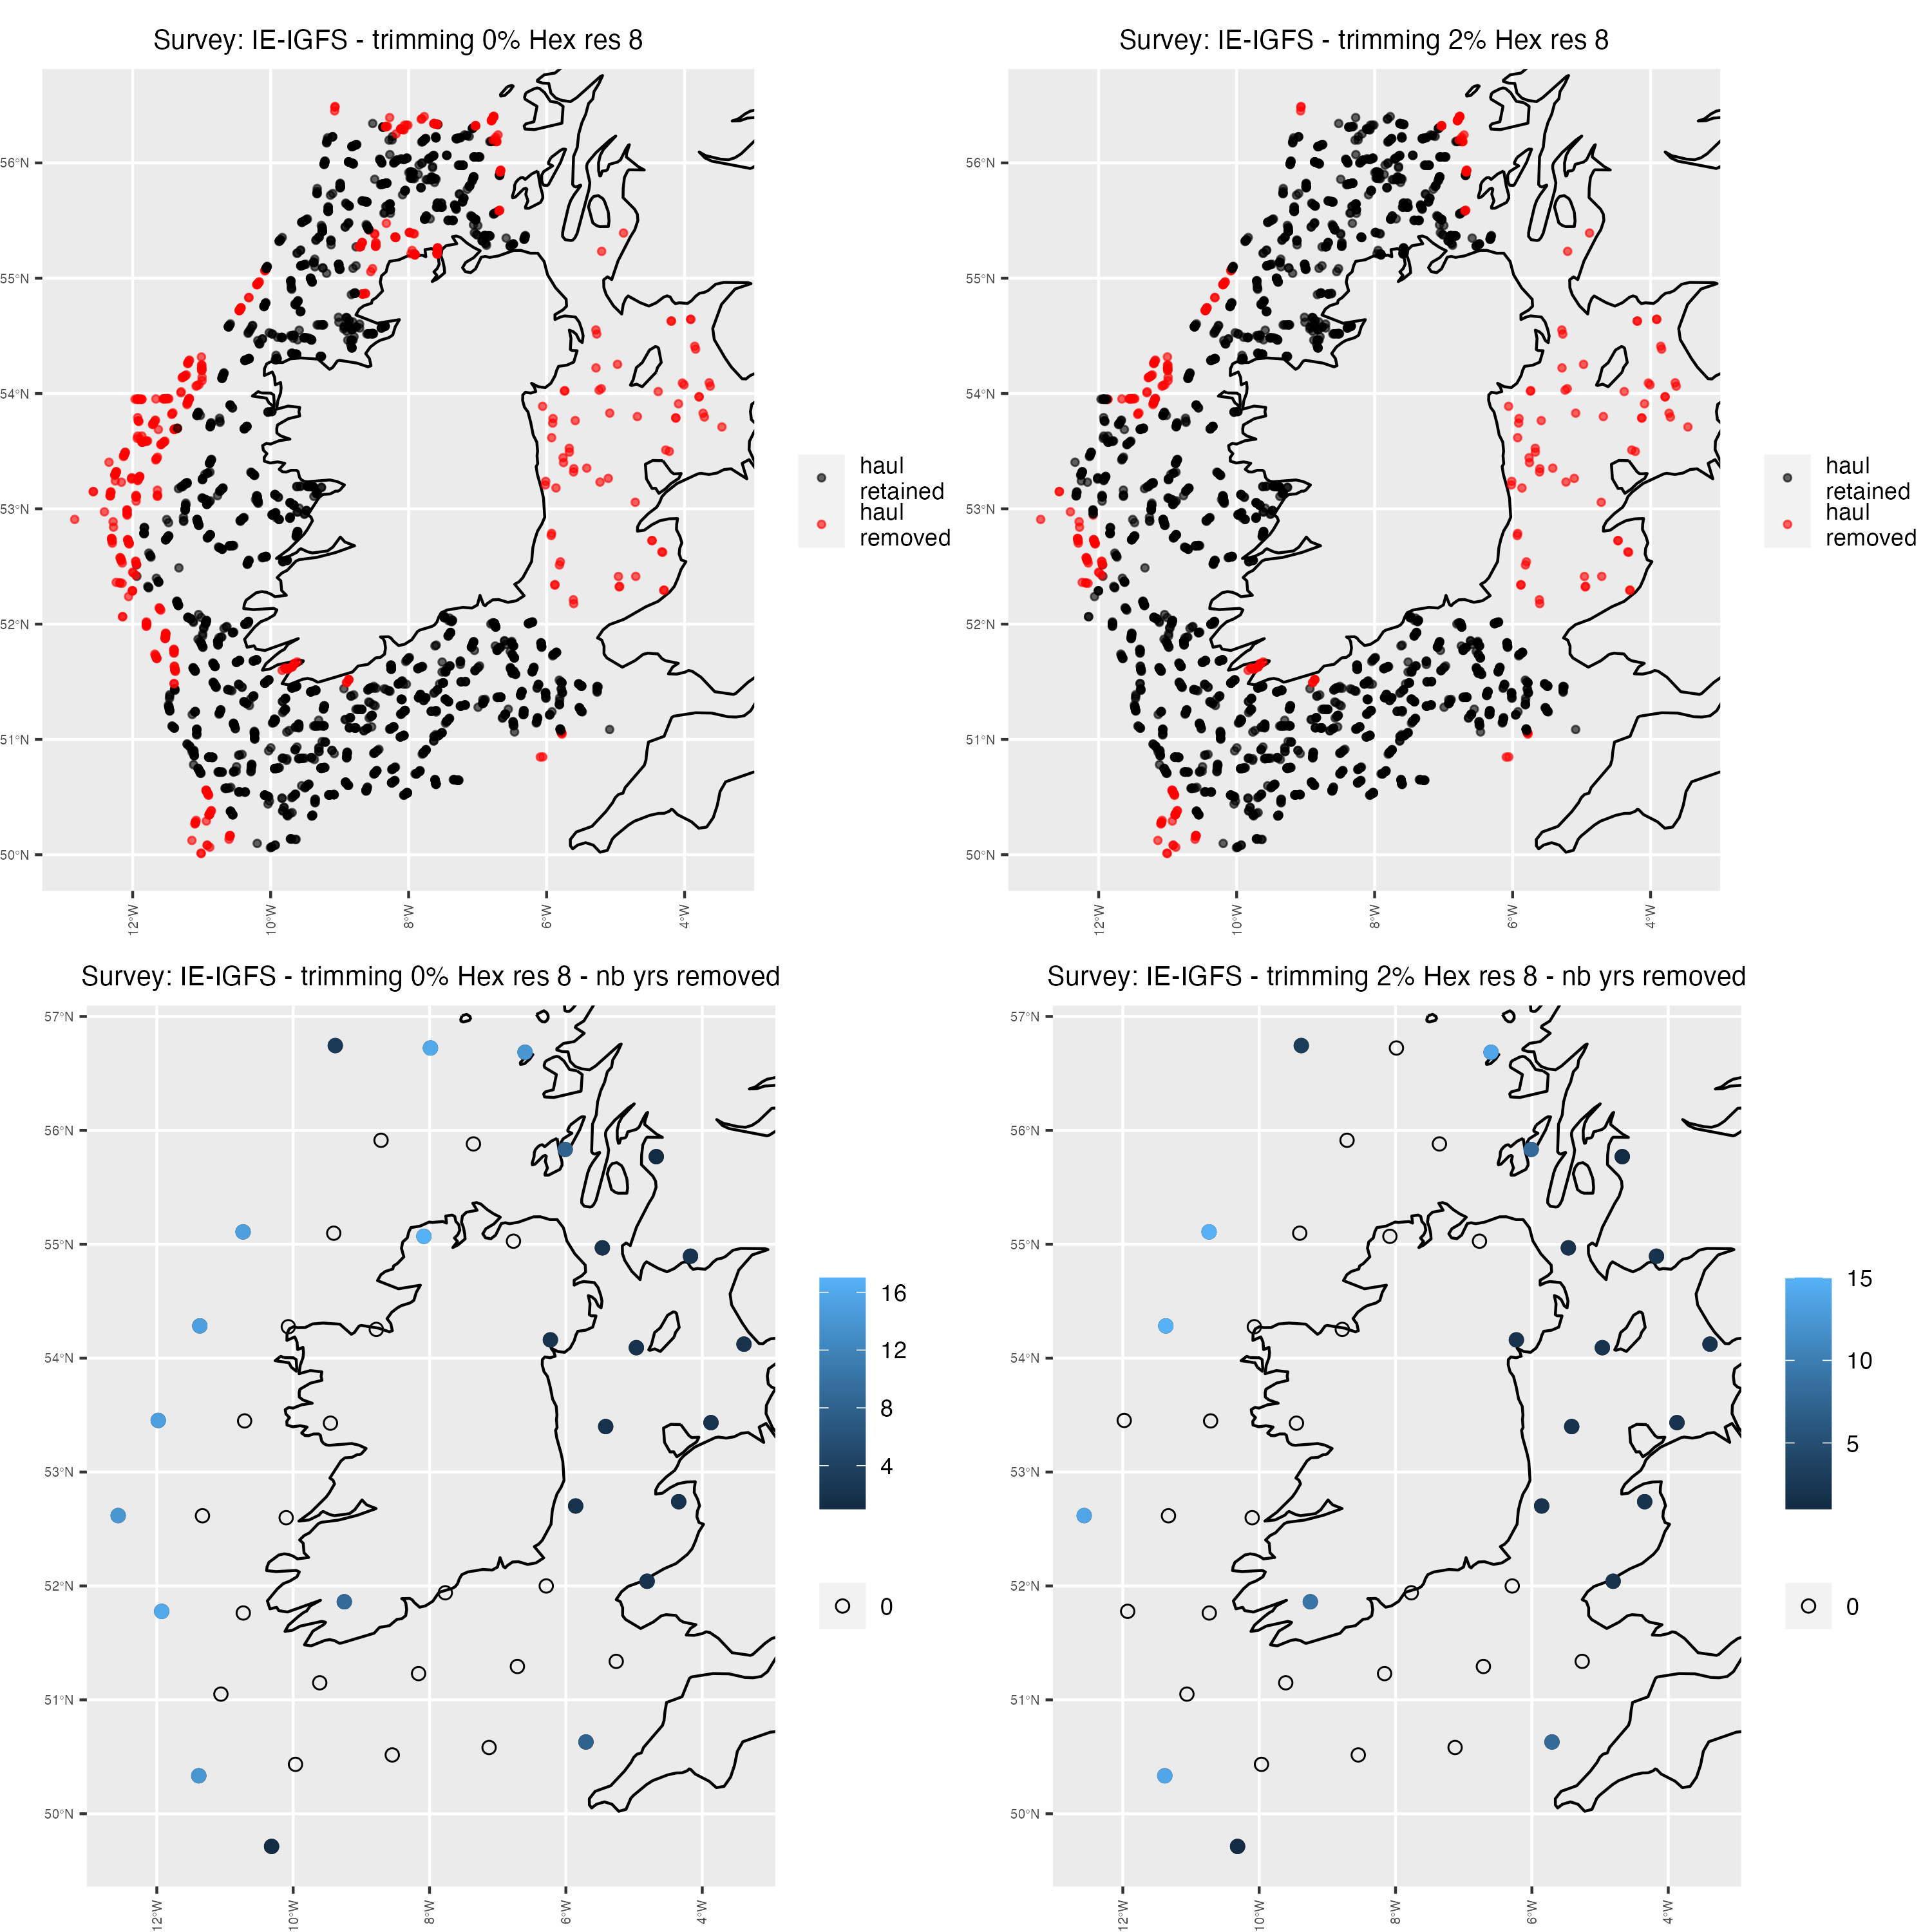 Survey: IE-IGFS - trimming 0% Hex res 8
56°N
55°N
54°N
53°N
52°N
51°N
50°N
12°W
10°W
8°W
6°W
4°W
haul
retained
haul
removed
Survey: IE-IGFS - trimming 2% Hex res 8
56°N
55°N
54°N
53°N
52°N
51°N
50°N
12°W
10°W
8°W
6°W
4°W
haul
retained
haul
removed
Survey: IE-IGFS - trimming 0% Hex res 8 - nb yrs removed
57°N
56°N
55°N
54°N
53°N
52°N
51°N
50°N
12°W
10°W
8°W
6°W
4°W
16
12
8
4
0
Survey: IE-IGFS - trimming 2% Hex res 8 - nb yrs removed
57°N
56°N
55°N
54°N
53°N
52°N
51°N
50°N
12°W
10°W
8°W
6°W
4°W
15
10
5
0